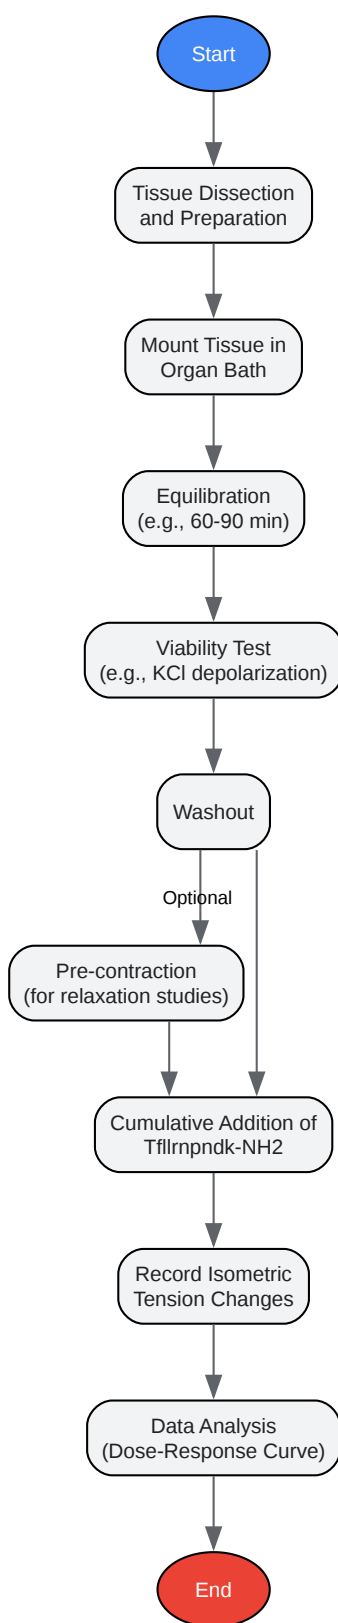 Start
Tissue Dissection
and Preparation
Mount Tissue in
Organ Bath
Equilibration
(e.g., 60-90 min)
Viability Test
(e.g., KCl depolarization)
Washout
Optional
Pre-contraction
(for relaxation studies)
Cumulative Addition of
Tfllrnpndk-NH2
Record Isometric
Tension Changes
Data Analysis
(Dose-Response Curve)
End